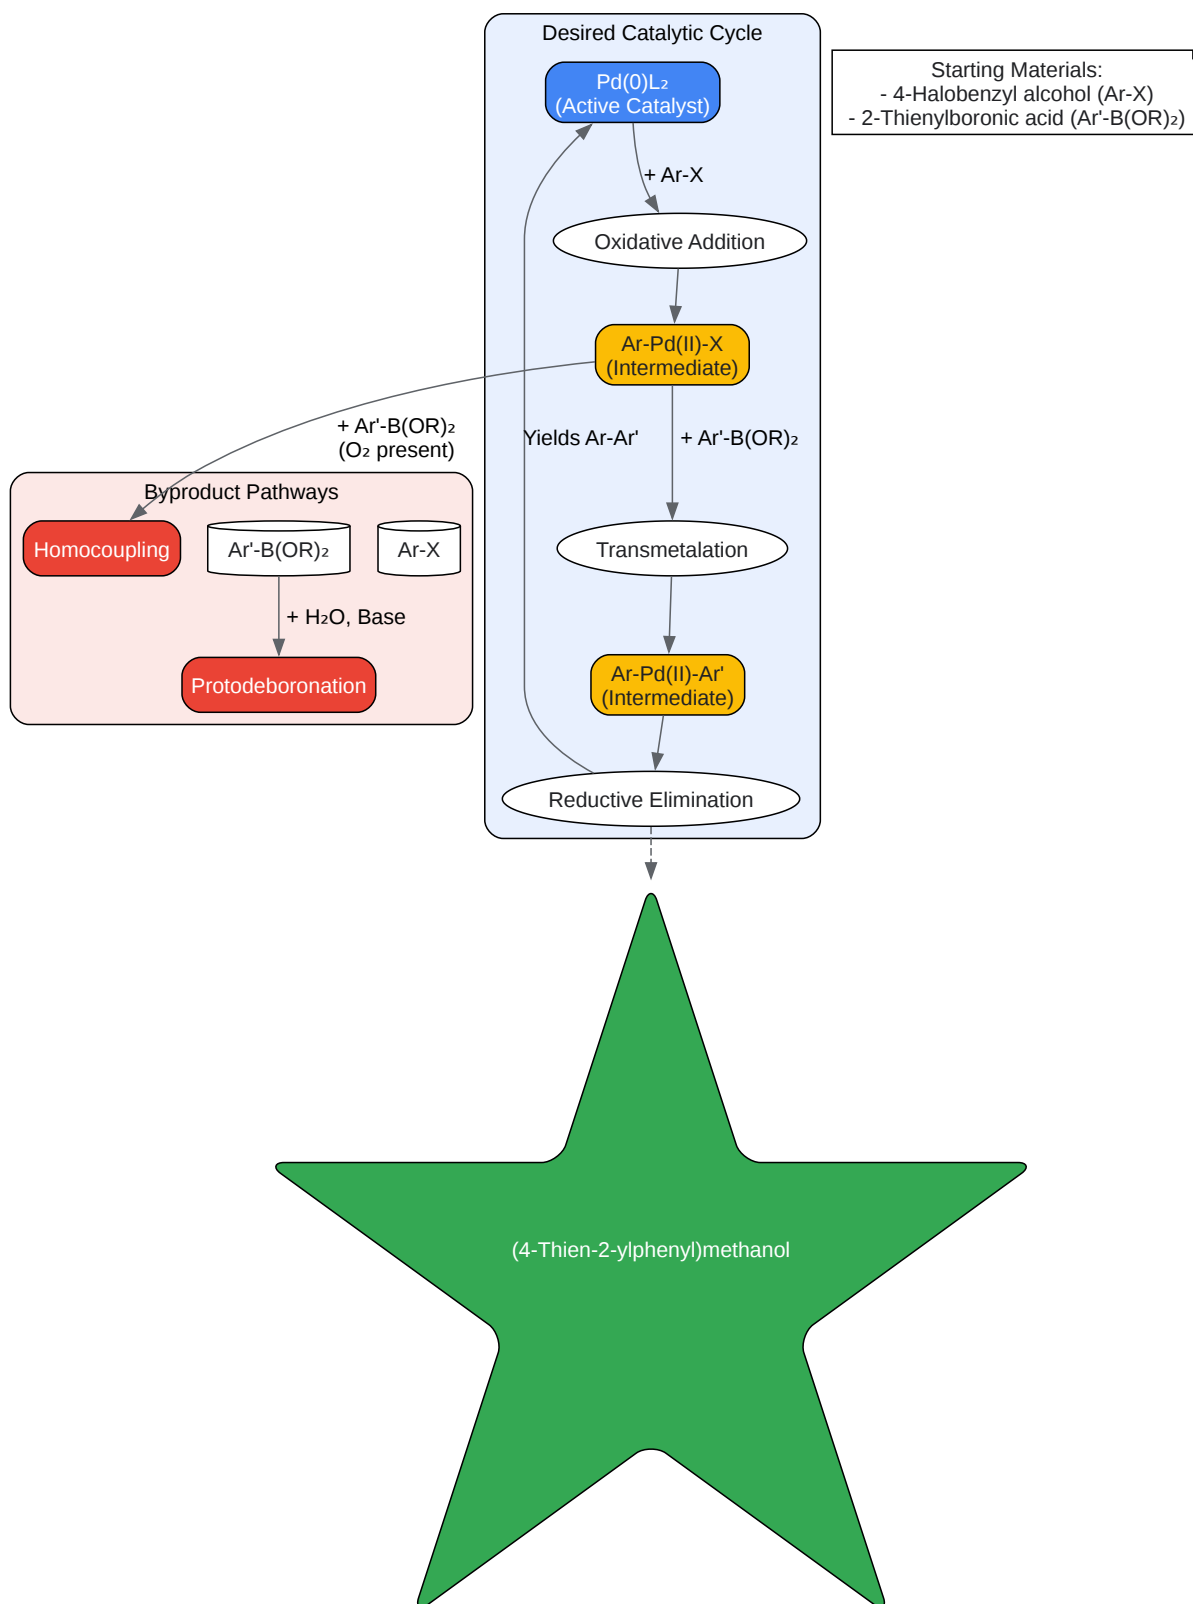 Desired Catalytic Cycle
Pd(0)L₂
(Active Catalyst)
Starting Materials:
- 4-Halobenzyl alcohol (Ar-X)
- 2-Thienylboronic acid (Ar'-B(OR)₂)
+ Ar-X
Oxidative Addition
Ar-Pd(II)-X
(Intermediate)
+ Ar'-B(OR)₂
(O₂ present)
Yields Ar-Ar'
+ Ar'-B(OR)₂
Byproduct Pathways
Homocoupling
Ar'-B(OR)₂
Ar-X
Transmetalation
+ H₂O, Base
Protodeboronation
Ar-Pd(II)-Ar'
(Intermediate)
Reductive Elimination
(4-Thien-2-ylphenyl)methanol